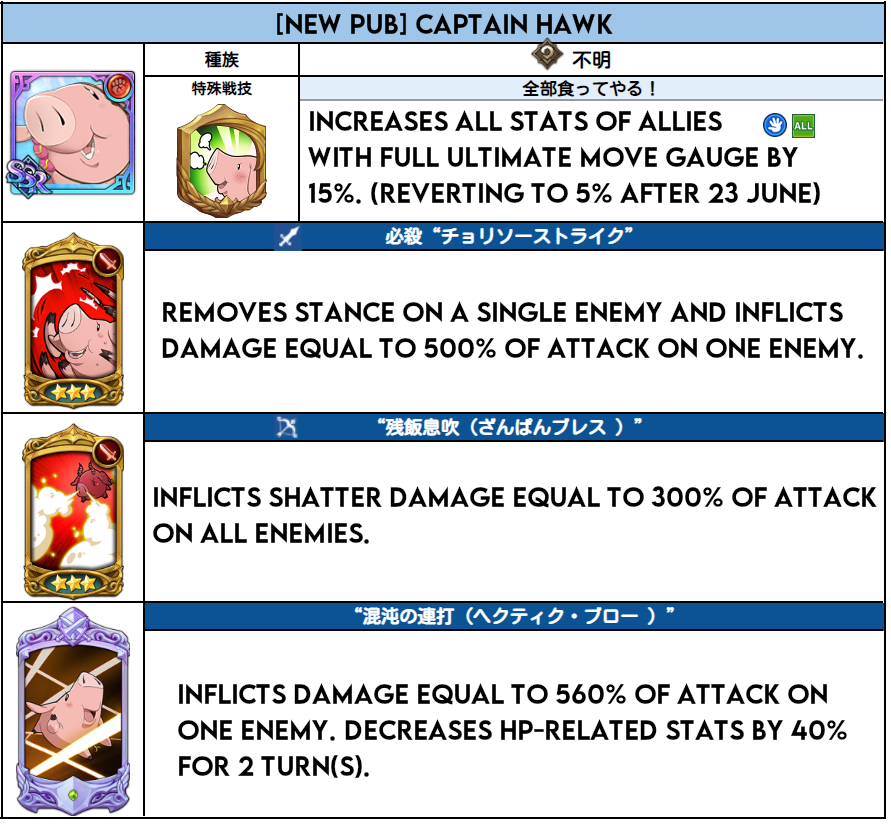 [NEW PUB] CAPTAIN HAWK
種族
不明
SSR
特殊戦技
全部食ってやる！
INCREASES ALL STATS OF ALLIES
ALL
WITH FULL ULTIMATE MOVE GAUGE BY
15%. (REVERTING TO 5% AFTER 23 JUNE)
必殺“チョリソーストライク”
REMOVES STANCE ON A SINGLE ENEMY AND INFLICTS
DAMAGE EQUAL TO 500% OF ATTACK ON ONE ENEMY.
“残飯息吹（ざんぱんブレス ）”
INFLICTS SHATTER DAMAGE EQUAL TO 300% OF ATTACK
ON ALL ENEMIES.
“混沌の連打（ヘクティク・ブロー ）”
INFLICTS DAMAGE EQUAL TO 560% OF ATTACK ON
ONE ENEMY. DECREASES HP-RELATED STATS BY 40%
FOR 2 TURN(S).